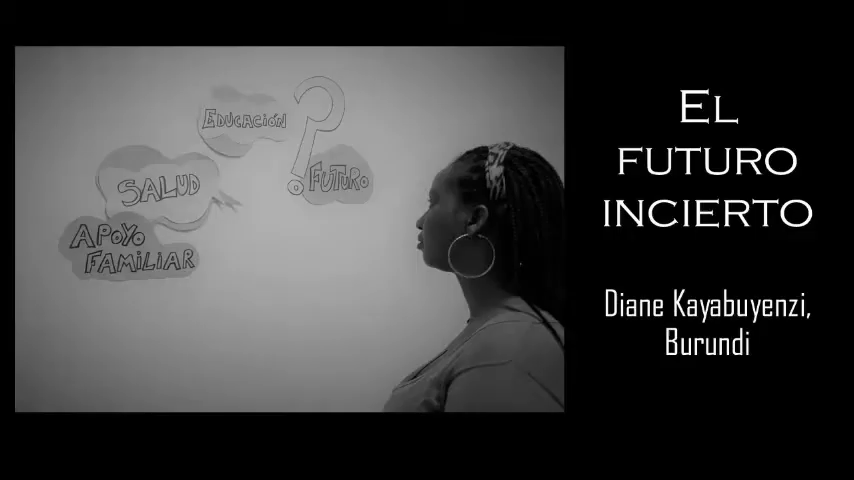 EDUCACIÓN
?
FUTURO
SALUD
APOYO
FAMILIAR
EL
FUTURO
INCIERTO
Diane Kayabuyenzi,
Burundi